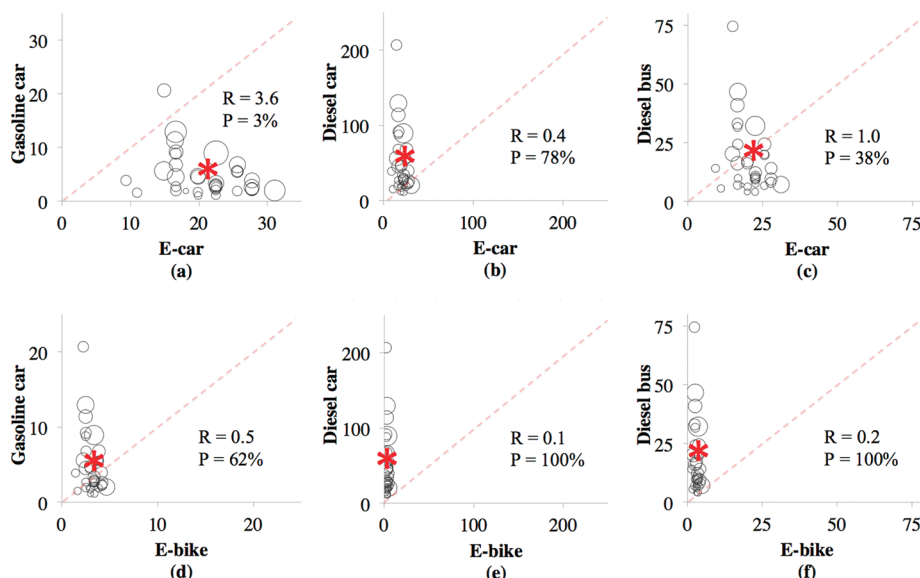 Gasoline car
30
20
10
0
0
10
20
30
R = 3.6
P = 3%
E-car
(a)
Diesel car
200
100
0
0
100
200
R = 0.4
P = 78%
E-car
(b)
Diesel bus
75
50
25
0
0
25
50
75
R = 1.0
P = 38%
E-car
(c)
Gasoline car
20
10
0
0
10
20
R = 0.5
P = 62%
E-bike
(d)
Diesel car
200
100
0
0
100
200
R = 0.1
P = 100%
E-bike
(e)
Diesel bus
75
50
25
0
0
25
50
75
R = 0.2
P = 100%
E-bike
(f)